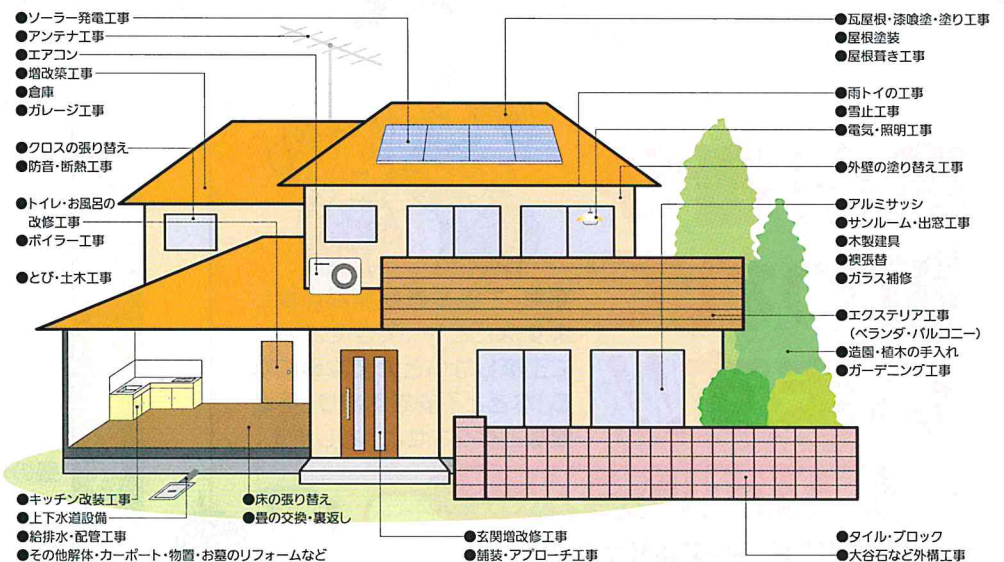 ●ソーラー発電工事
●アンテナ工事
●エアコン
●増改築工事
●倉庫
●ガレージ工事
●クロスの張り替え
●防音・断熱工事
●トイレ・お風呂の
改修工事
●ボイラー工事
●とび・土木工事
●キッチン改装工事
●上下水道設備
●給排水・配管工事
●その他解体・カーポート・物置・お墓のリフォームなど
●床の張り替え
●畳の交換・裏返し
●玄関増改修工事
●舗装・アプローチ工事
●瓦屋根・漆喰塗・塗り工事
●屋根塗装
●屋根葺き工事
●雨トイの工事
●雪止工事
●電気・照明工事
●外壁の塗り替え工事
●アルミサッシ
●サンルーム・出窓工事
●木製建具
●襖張替
●ガラス補修
●エクステリア工事
(ベランダ・バルコニー)
●造園・植木の手入れ
●ガーデニング工事
●タイル・ブロック
●大谷石など外構工事